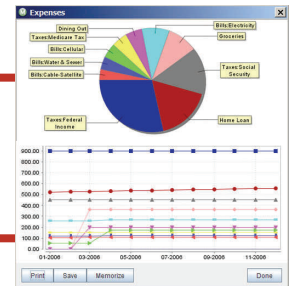 Expenses
Dining Out
Bills:Electricity
Taxes:Medicare Tax
Groceries
Bills:Cellular
Bills:Water & Sewer
Taxes:Social Security
Bills:Cable-Satellite
Taxes:Federal Income
Home Loan
900.00
800.00
700.00
600.00
500.00
400.00
300.00
200.00
100.00
0.00
01-2006 03-2006 05-2006 07-2006 09-2006 11-2006
Print Save Memorize Done